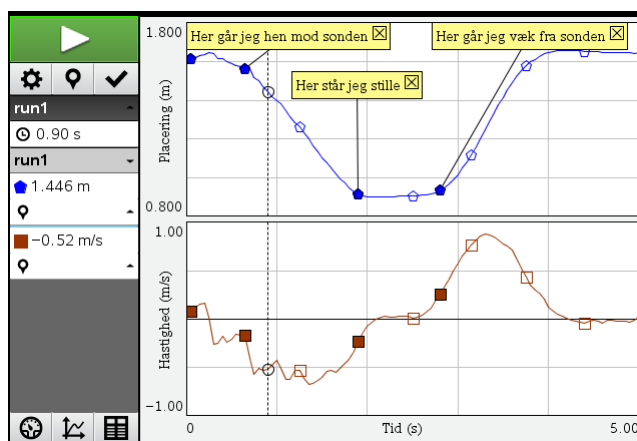 run1
0.90 s
run1
1.446 m
−0.52 m/s
1.800
Placering (m)
0.800
Her går jeg hen mod sonden
Her står jeg stille
Her går jeg væk fra sonden
1.00
Hastighed (m/s)
-1.00
0
Tid (s)
5.00